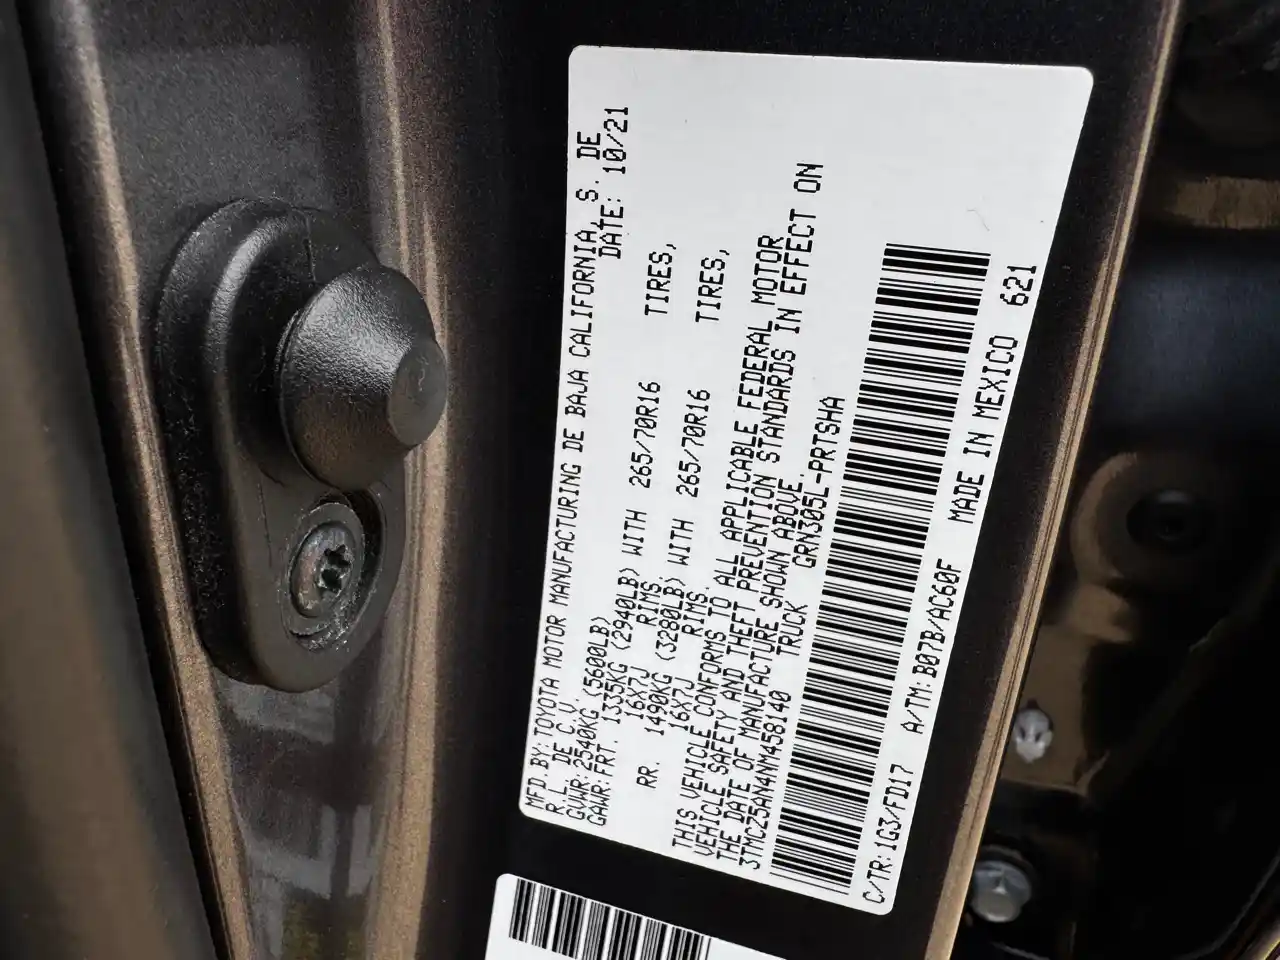 MFD.BY:TOYOTA MOTOR MANUFACTURING DE BAJA CALIFORNIA, S. DE
R.L. DE C.V. DATE: 10/21
GVWR:2540KG (5600LB)
GAWR:FRT. 1335KG (2940LB) WITH 265/70R16 TIRES,
16X7J RIMS,
RR. 1490KG (3280LB) WITH 265/70R16 TIRES,
16X7J RIMS.
THIS VEHICLE CONFORMS TO ALL APPLICABLE FEDERAL MOTOR
VEHICLE SAFETY AND THEFT PREVENTION STANDARDS IN EFFECT ON
THE DATE OF MANUFACTURE SHOWN ABOVE.
3TMCZ5AN4NM458140 TRUCK GRN305L-PRTSHA
C/TR:1G3/FD17 A/TM:B07B/AC60F MADE IN MEXICO 621